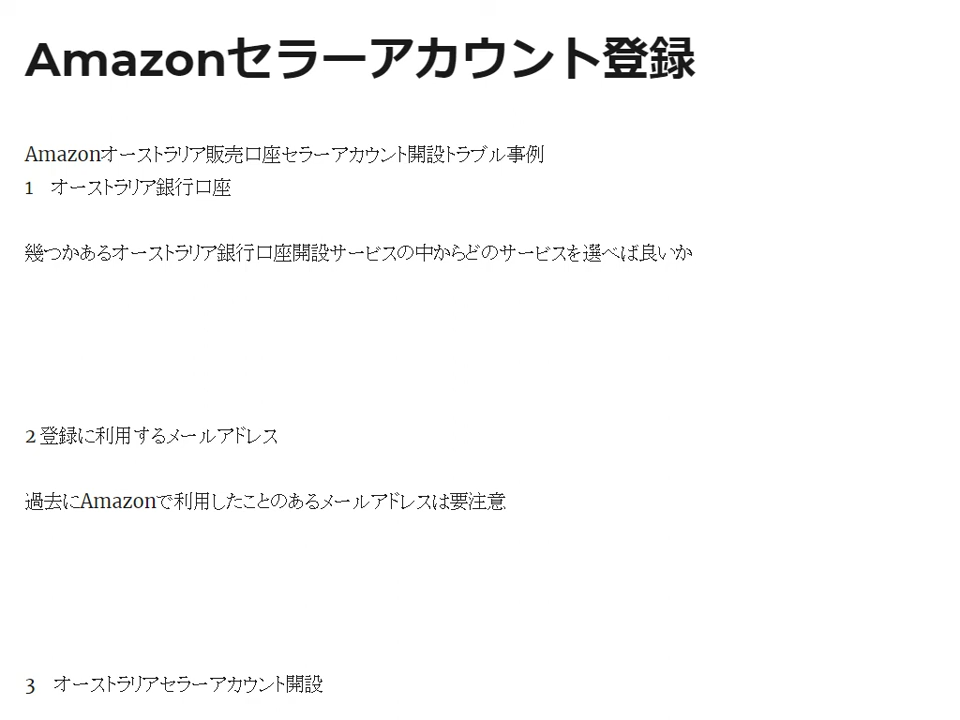 Amazonセラーアカウント登録
Amazonオーストラリア販売口座セラーアカウント開設トラブル事例
1　オーストラリア銀行口座
幾つかあるオーストラリア銀行口座開設サービスの中からどのサービスを選べば良いか
2 登録に利用するメールアドレス
過去にAmazonで利用したことのあるメールアドレスは要注意
3　オーストラリアセラーアカウント開設